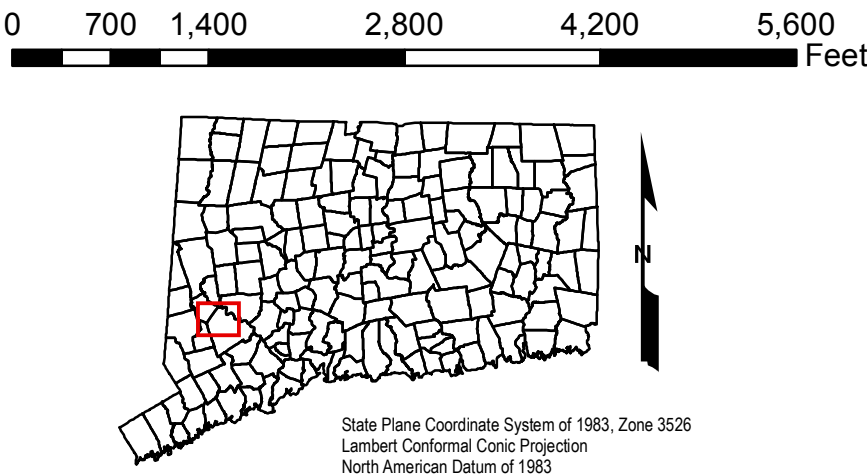 0 700 1,400 2,800 4,200 5,600
Feet
N
State Plane Coordinate System of 1983, Zone 3526
Lambert Conformal Conic Projection
North American Datum of 1983